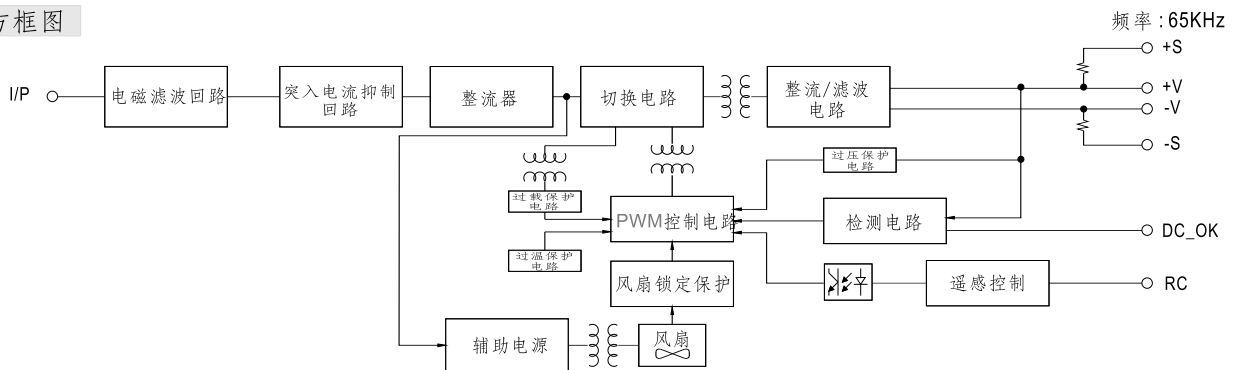 方框图
频率 : 65KHz
+S
I/P
电磁滤波回路
突入电流抑制
回路
整流器
切换电路
整流/滤波
电路
+V
-V
-S
过压保护
电路
过载保护
电路
PWM控制电路
检测电路
DC_OK
过温保护
电路
风扇锁定保护
遥感控制
RC
辅助电源
风扇